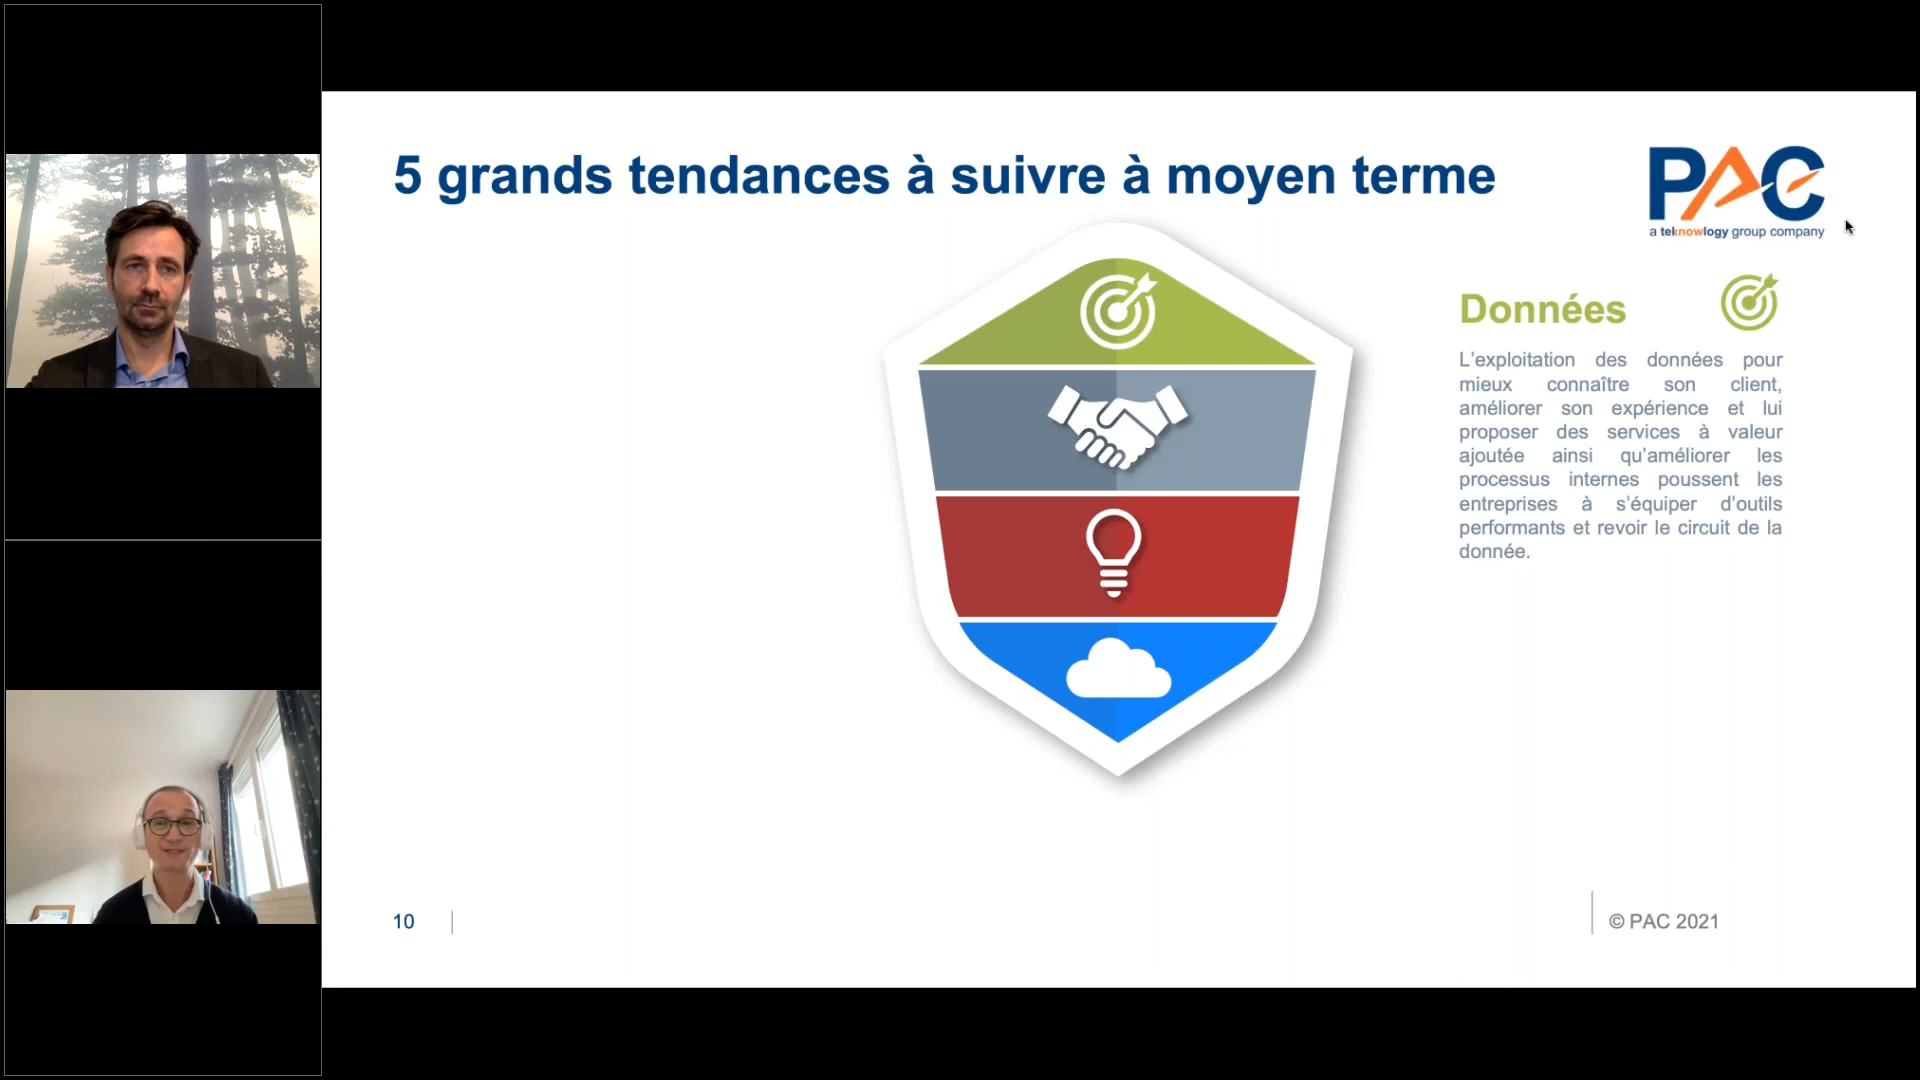 5 grands tendances à suivre à moyen terme
PAC
a teknowlogy group company
Données
L'exploitation des données pour
mieux connaître son client,
améliorer son expérience et lui
proposer des services à valeur
ajoutée ainsi qu'améliorer les
processus internes poussent les
entreprises à s'équiper d'outils
performants et revoir le circuit de la
donnée.
10
© PAC 2021